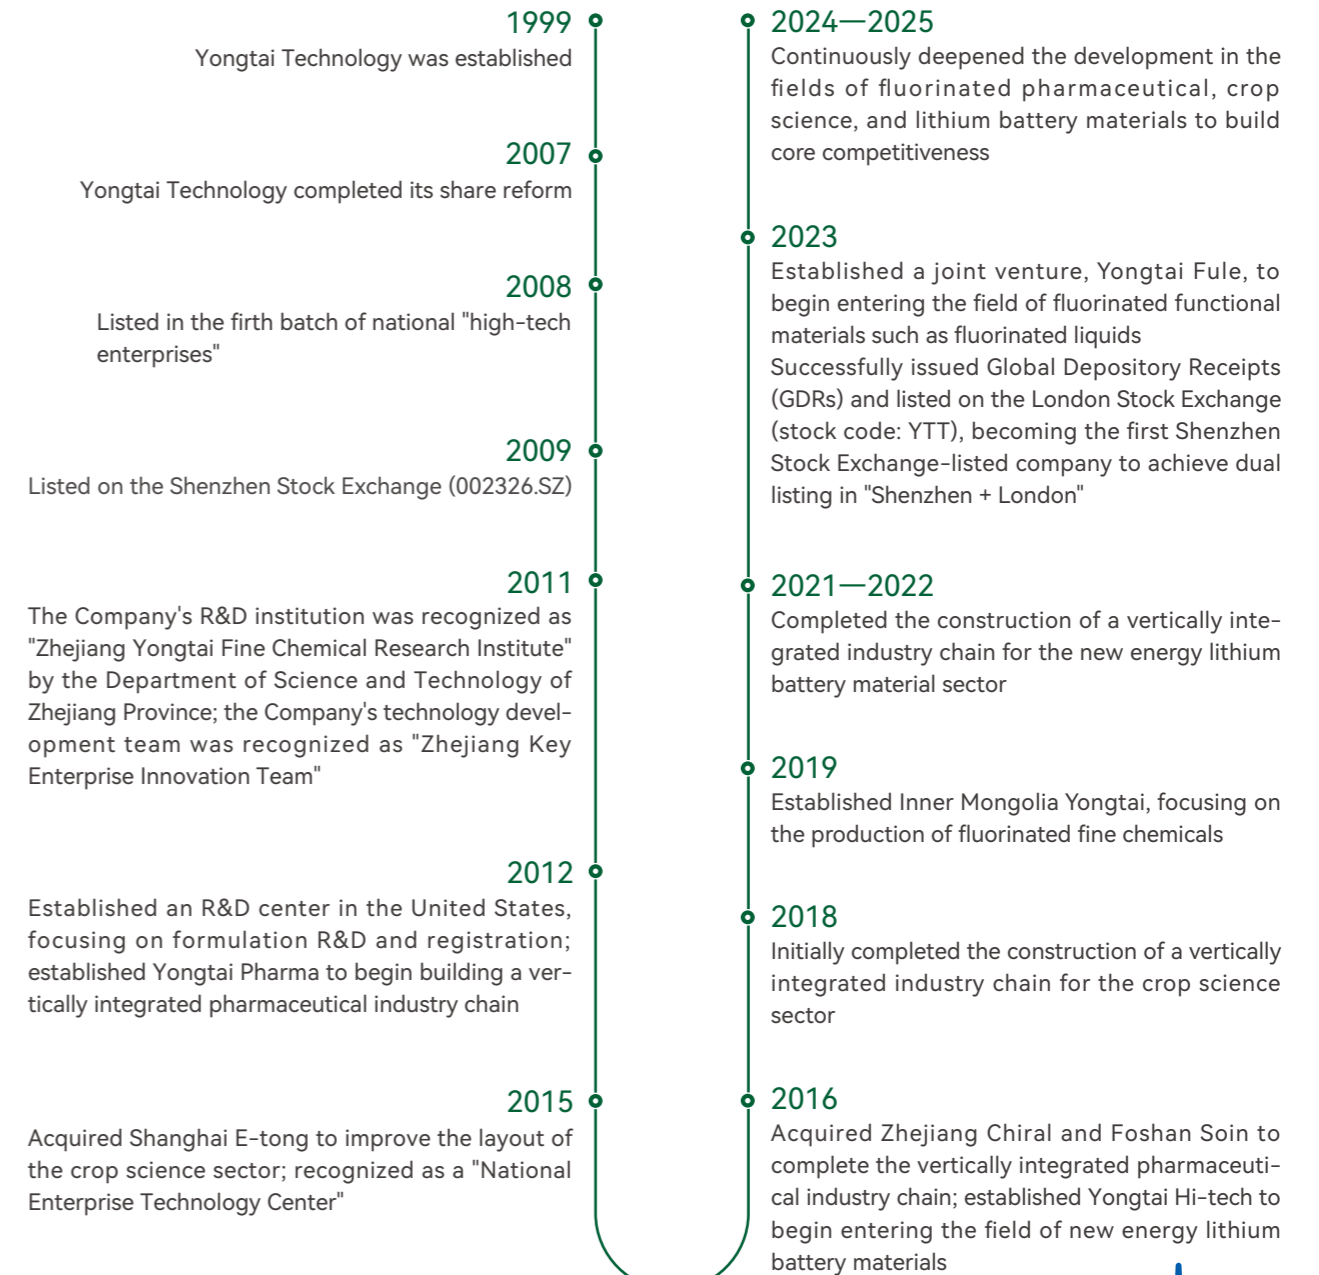 1999
Yongtai Technology was established
2007
Yongtai Technology completed its share reform
2008
Listed in the firth batch of national "high-tech
enterprises"
2009
Listed on the Shenzhen Stock Exchange (002326.SZ)
2011
The Company's R&D institution was recognized as
"Zhejiang Yongtai Fine Chemical Research Institute"
by the Department of Science and Technology of
Zhejiang Province; the Company's technology devel-
opment team was recognized as "Zhejiang Key
Enterprise Innovation Team"
2012
Established an R&D center in the United States,
focusing on formulation R&D and registration;
established Yongtai Pharma to begin building a ver-
tically integrated pharmaceutical industry chain
2015
Acquired Shanghai E-tong to improve the layout of
the crop science sector; recognized as a "National
Enterprise Technology Center"
2024—2025
Continuously deepened the development in the
fields of fluorinated pharmaceutical, crop
science, and lithium battery materials to build
core competitiveness
2023
Established a joint venture, Yongtai Fule, to
begin entering the field of fluorinated functional
materials such as fluorinated liquids
Successfully issued Global Depository Receipts
(GDRs) and listed on the London Stock Exchange
(stock code: YTT), becoming the first Shenzhen
Stock Exchange-listed company to achieve dual
listing in "Shenzhen + London"
2021—2022
Completed the construction of a vertically inte-
grated industry chain for the new energy lithium
battery material sector
2019
Established Inner Mongolia Yongtai, focusing on
the production of fluorinated fine chemicals
2018
Initially completed the construction of a vertically
integrated industry chain for the crop science
sector
2016
Acquired Zhejiang Chiral and Foshan Soin to
complete the vertically integrated pharmaceuti-
cal industry chain; established Yongtai Hi-tech to
begin entering the field of new energy lithium
battery materials